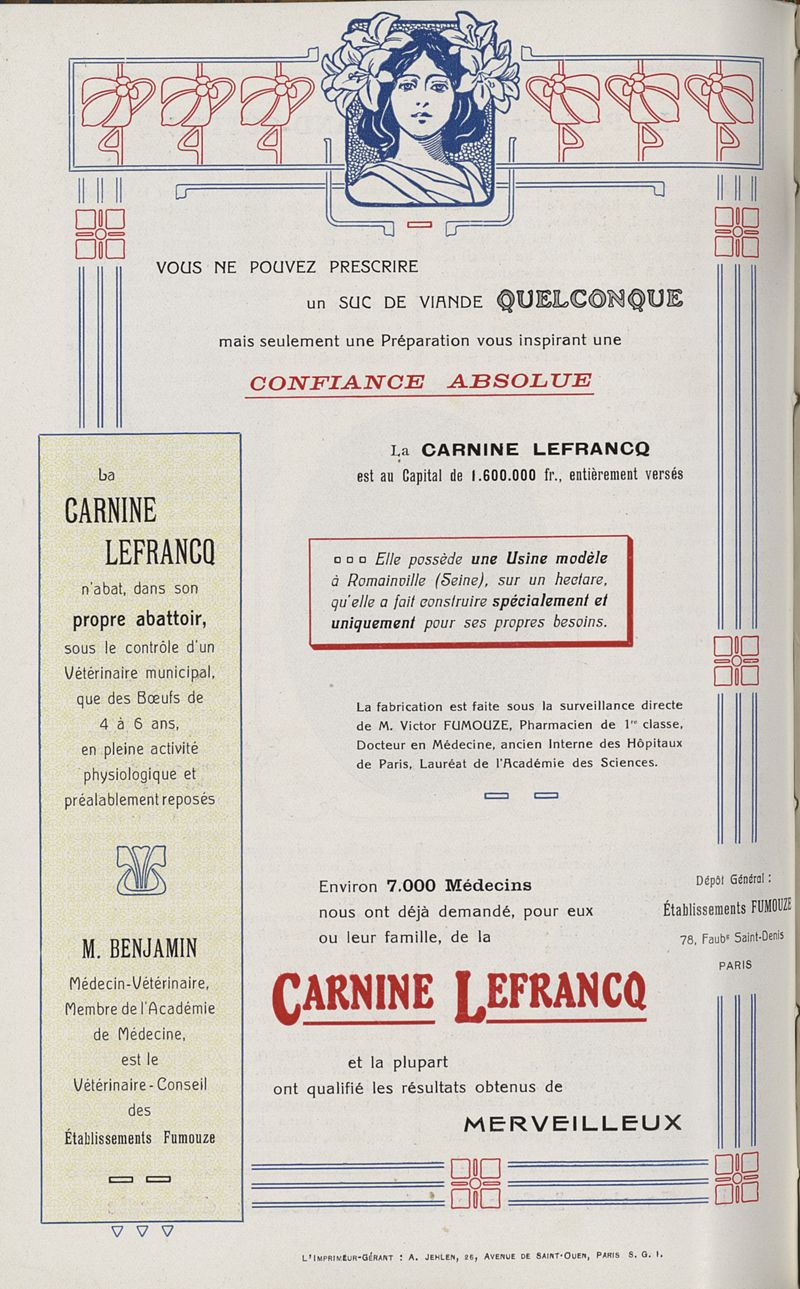 VOUS NE POUVEZ PRESCRIRE
un SUC DE VIANDE QUELCONQUE
mais seulement une Préparation vous inspirant une
CONFIANCE ABSOLUE
La CARNINE LEFRANCQ
est au Capital de 1.600.000 fr., entièrement versés
Elle possède une Usine modèle
à Romainville (Seine), sur un hectare,
qu'elle a fait construire spécialement et
uniquement pour ses propres besoins.
La fabrication est faite sous la surveillance directe
de M. Victor FUMOUZE, Pharmacien de 1re classe,
Docteur en Médecine, ancien Interne des Hôpitaux
de Paris, Lauréat de l'Académie des Sciences.
La
CARNINE
LEFRANCQ
n'abat, dans son
propre abattoir,
sous le contrôle d'un
Vétérinaire municipal,
que des Bœufs de
4 à 6 ans,
en pleine activité
physiologique et
préalablement reposés
M. BENJAMIN
Médecin-Vétérinaire,
Membre de l'Académie
de Médecine,
est le
Vétérinaire-Conseil
des
Établissements Fumouze
Environ 7.000 Médecins
nous ont déjà demandé, pour eux
ou leur famille, de la
CARNINE LEFRANCQ
et la plupart
ont qualifié les résultats obtenus de
MERVEILLEUX
Dépôt Général :
Établissements FUMOUZE
78, Faubg Saint-Denis
PARIS
L'IMPRIMEUR-GÉRANT : A. JEHLEN, 26, AVENUE DE SAINT-OUEN, PARIS S. G. I.